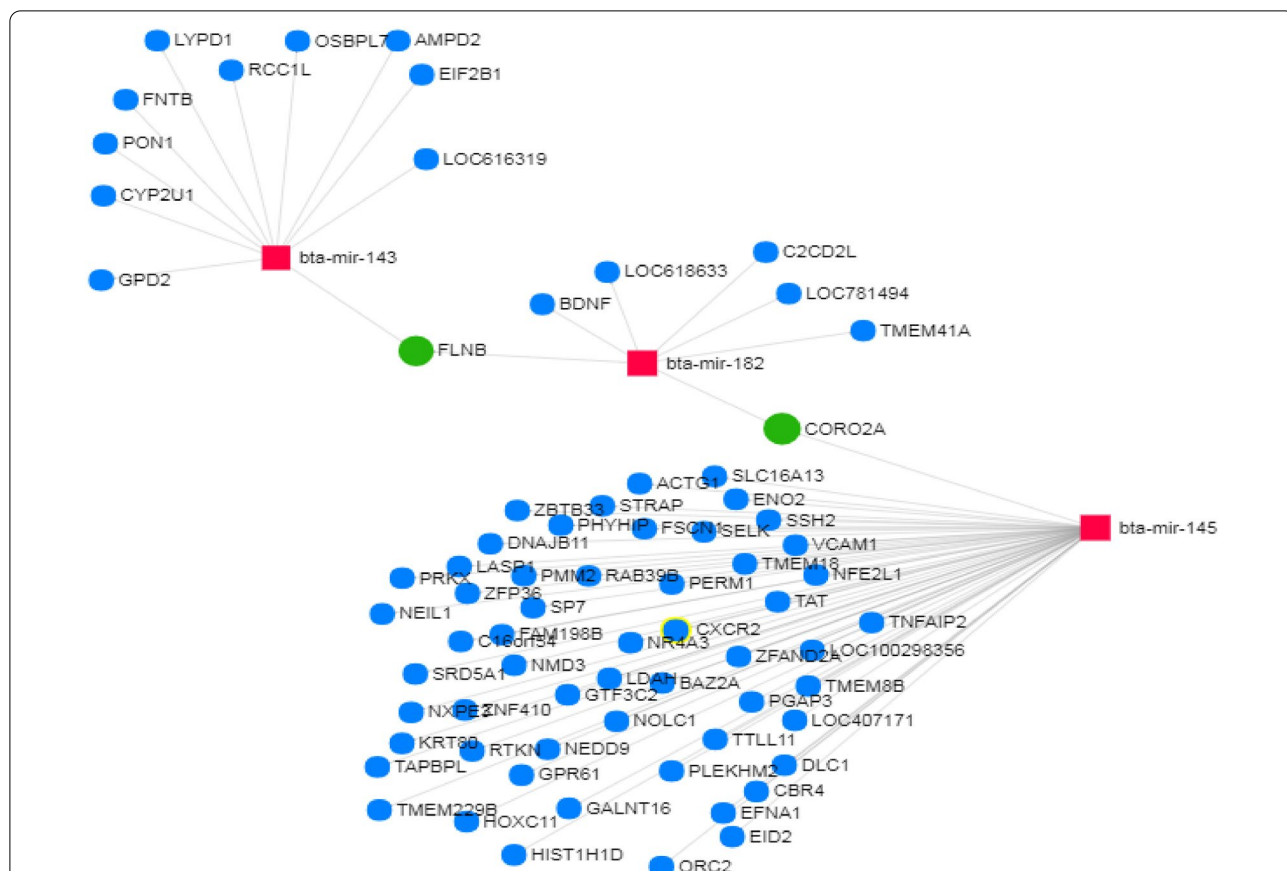 LYPD1
OSBPL7
AMPD2
RCC1L
EIF2B1
FNTB
PON1
LOC616319
CYP2U1
bta-mir-143
GPD2
C2CD2L
LOC618633
LOC781494
BDNF
TMEM41A
FLNB
bta-mir-182
CORO2A
SLC16A13
ACTG1
ENO2
STRAP
ZBTB33
SSH2
PHYHIP
FSCN1
SELK
bta-mir-145
DNAJB11
VCAM1
TMEM18
LASP1
PRKX
PMM2
RAB39B
NFE2L1
PERM1
ZFP36
TAT
SP7
NEIL1
TNFAIP2
CXCR2
FAM198B
C16orf54
NR4A3
LOC100298356
ZFAND2A
NMD3
SRD5A1
LDAH
BAZ2A
TMEM8B
GTF3C2
PGAP3
NXPE3
ZNF410
NOLC1
LOC407171
KRT80
TTLL11
RTKN
NEDD9
TAPBPL
DLC1
PLEKHM2
GPR61
CBR4
TMEM229B
GALNT16
EFNA1
HOXC11
EID2
HIST1H1D
ORC2